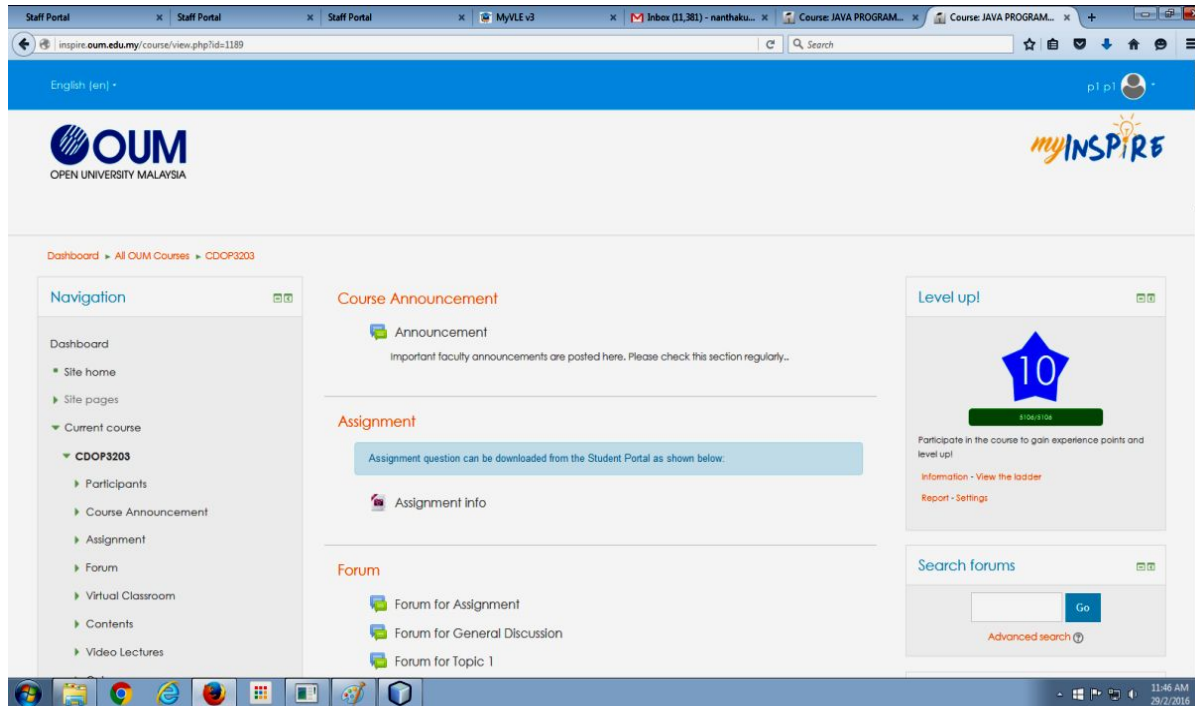 Staff Portal
Staff Portal
Staff Portal
MyVLE v3
Inbox (11,381) - nanthaku...
Course: JAVA PROGRAM...
Course: JAVA PROGRAM...
inspire.oum.edu.my/course/view.php?id=1189
Search
English (en)
p1 p1
OUM
OPEN UNIVERSITY MALAYSIA
myINSPIRE
Dashboard ▸ All OUM Courses ▸ CDOP3203
Navigation
Dashboard
Site home
Site pages
Current course
CDOP3203
Participants
Course Announcement
Assignment
Forum
Virtual Classroom
Contents
Video Lectures
Course Announcement
Announcement
Important faculty announcements are posted here. Please check this section regularly..
Assignment
Assignment question can be downloaded from the Student Portal as shown below:
Assignment info
Forum
Forum for Assignment
Forum for General Discussion
Forum for Topic 1
Level up!
10
5106/5106
Participate in the course to gain experience points and
level up!
Information - View the ladder
Report - Settings
Search forums
Go
Advanced search
11:46 AM
29/2/2016